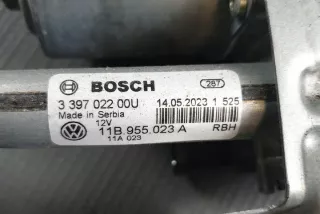 BOSCH 287
3 397 022 00U 14.05.2023 1 525
Made in Serbia
12V
11B.955.023 A RBH
11A 023